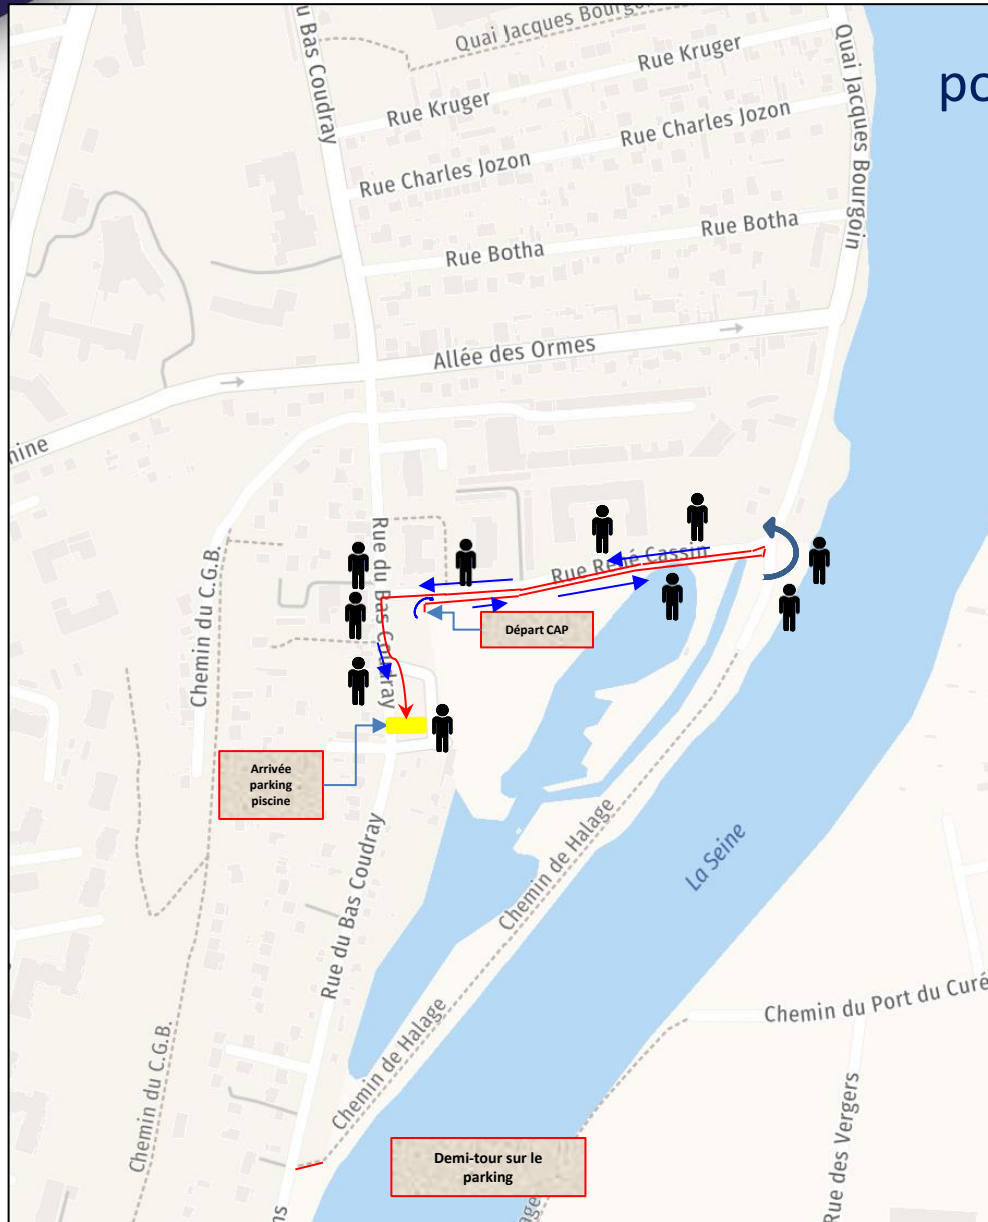 Quai Jacques Bourgo
Rue Kruger
Rue Kruger
u Bas Coudray
Quai Jacques Bourgoin
po
Rue Charles Jozon
Rue Charles Jozon
Rue Botha
Rue Botha
Allée des Ormes
mine
Rue du Bas Coudray
Rue René Cassin
Chemin du C.G.B.
Départ CAP
Arrivée
parking
piscine
Chemin de Halage
La Seine
Rue du Bas Coudray
Chemin du Port du Curé
Chemin de Halage
Chemin du C.G.B.
Rue des Vergers
Demi-tour sur le
parking
ns
age